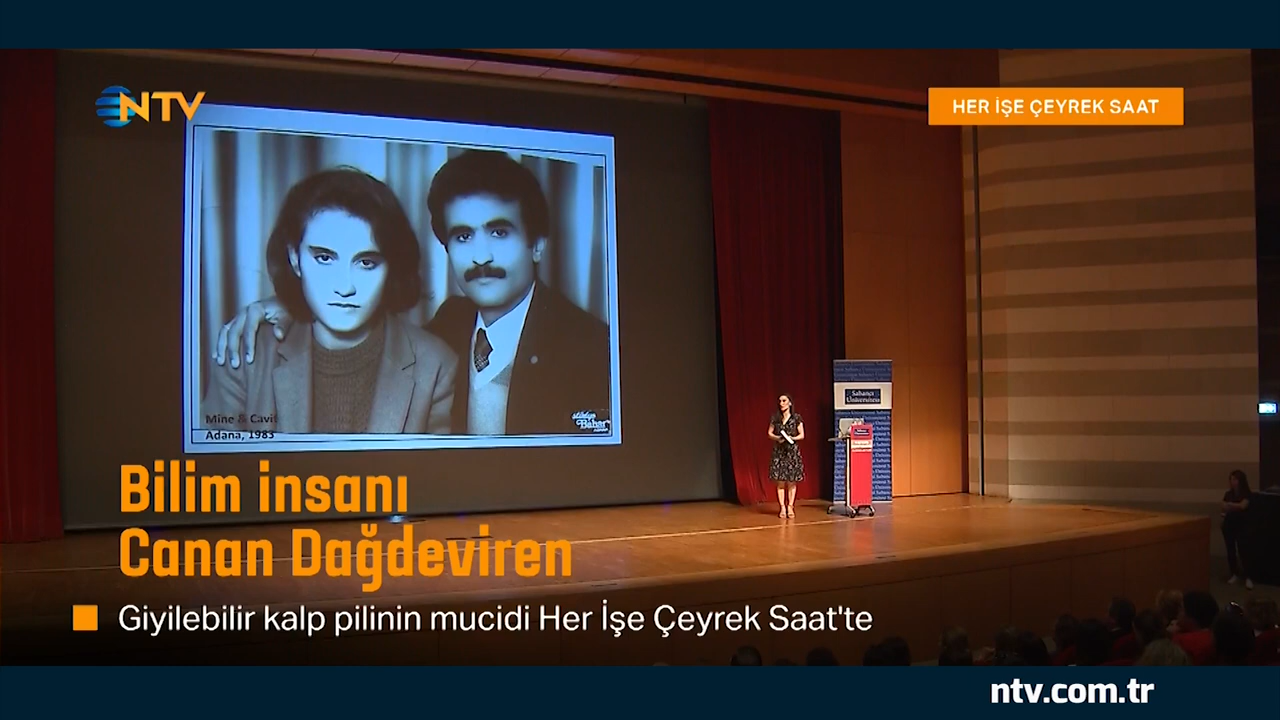 NTV
HER İŞE ÇEYREK SAAT
Mine & Cavit
Adana, 1983
Bahar
Sabancı
Üniversitesi
Bilim insanı
Canan Dağdeviren
Giyilebilir kalp pilinin mucidi Her İşe Çeyrek Saat'te
ntv.com.tr